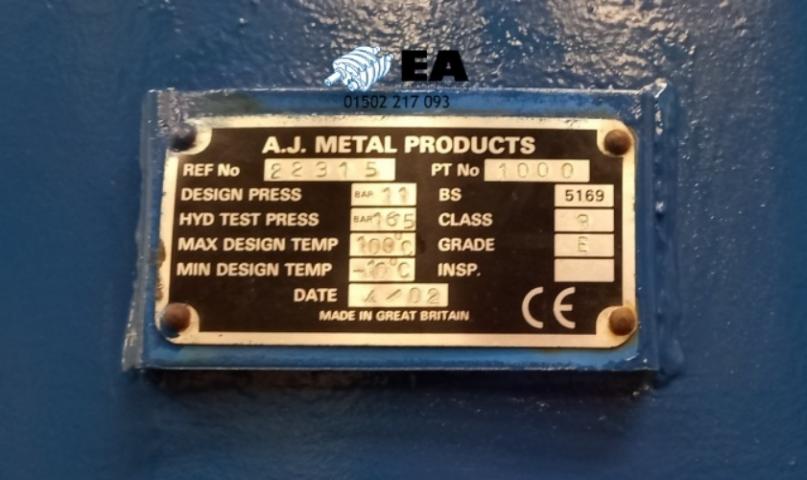 EA
01502 217 093
A.J. METAL PRODUCTS
REF No 22315 PT No 1000
DESIGN PRESS BAR 11 BS 5169
HYD TEST PRESS BAR 165 CLASS
MAX DESIGN TEMP 100°C GRADE E
MIN DESIGN TEMP -10°C INSP.
DATE 4/02
MADE IN GREAT BRITAIN CE